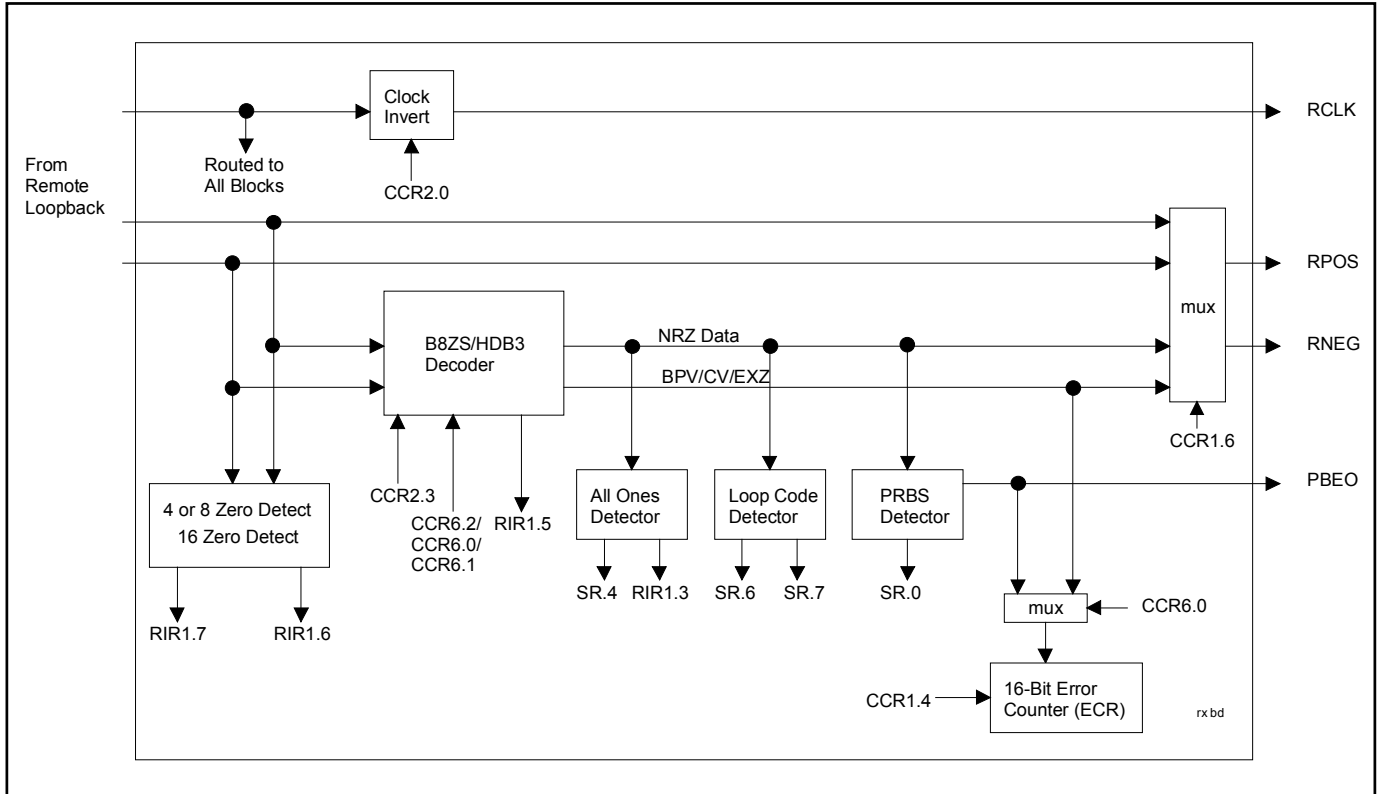 Clock
Invert
RCLK
From
Remote
Loopback
Routed to
All Blocks
CCR2.0
RPOS
mux
B8ZS/HDB3
Decoder
NRZ Data
RNEG
BPV/CV/EXZ
CCR1.6
4 or 8 Zero Detect
16 Zero Detect
CCR2.3
CCR6.2/
CCR6.0/
CCR6.1
RIR1.5
All Ones
Detector
Loop Code
Detector
PRBS
Detector
PBEO
SR.4
RIR1.3
SR.6
SR.7
SR.0
RIR1.7
RIR1.6
mux
CCR6.0
CCR1.4
16-Bit Error
Counter (ECR)
rx bd